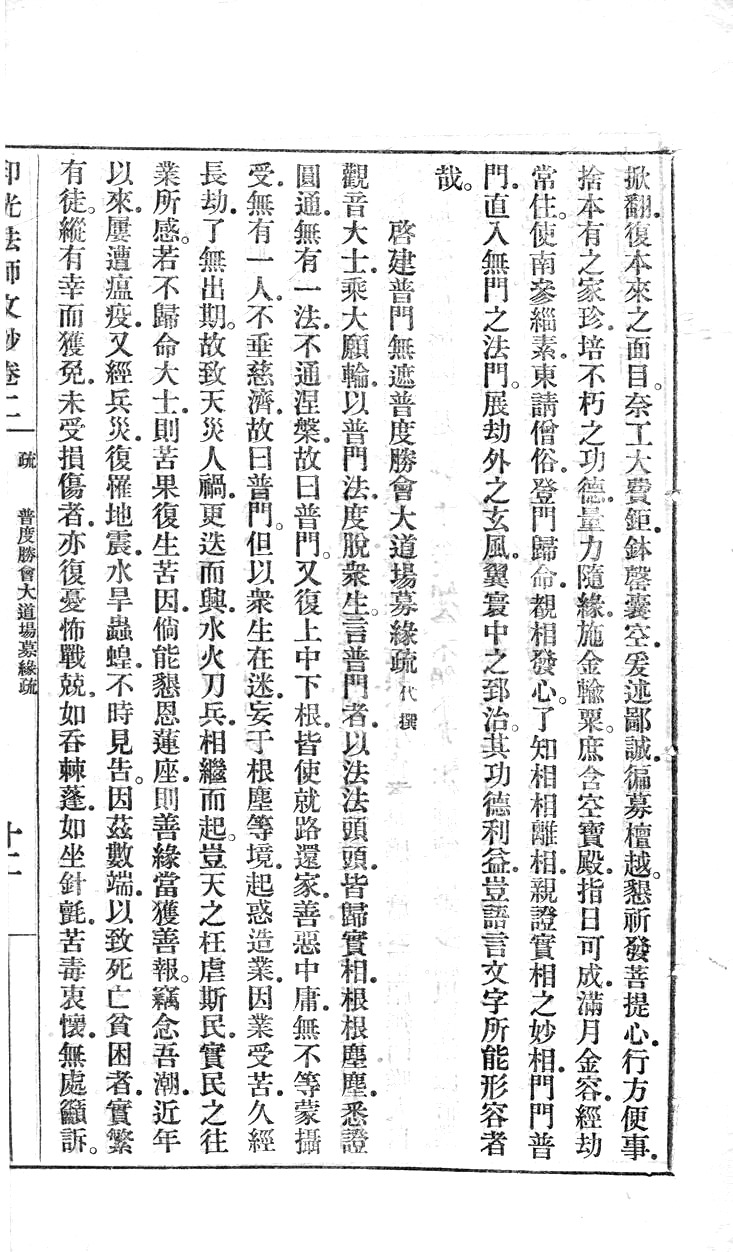 掀翻。復本來之面目。奈工大費鉅。鉢罄囊空。爰述鄙誠。徧募檀越。懇祈發菩提心。行方便事。
捨本有之家珍。培不朽之功德。量力隨緣。施金輸粟。庶含空寶殿。指日可成。滿月金容。經劫
常住。使南參緇素。東請僧俗。登門歸命。覩相發心。了知相相離相。親證實相之妙相。門門普
門。直入無門之法門。展劫外之玄風。翼寰中之郅治。其功德利益。豈語言文字所能形容者
哉。
啓建普門無遮普度勝會大道場募緣疏 代撰
觀音大士。乘大願輪。以普門法。度脫衆生。言普門者。以法法頭頭。皆歸實相。根根塵塵。悉證
圓通。無有一法。不通涅槃。故曰普門。又復上中下根。皆使就路還家。善惡中庸。無不等蒙攝
受。無有一人。不垂慈濟。故曰普門。但以衆生在迷。妄于根塵等境。起惑造業。因業受苦。久經
長劫。了無出期。故致天災人禍。更迭而興。水火刀兵。相繼而起。豈天之枉虐斯民。實民之往
業所感。若不歸命大士。則苦果復生苦因。倘能懇恩蓮座。則善緣當獲善報。竊念吾潮。近年
以來。屢遭瘟疫。又經兵災。復罹地震。水旱蟲蝗。不時見告。因茲數端。以致死亡貧困者。實繁
有徒。縱有幸而獲免。未受損傷者。亦復憂怖戰兢。如吞棘蓬。如坐針氈。苦毒衷懷。無處籲訴。
印光法師文鈔卷二 疏 普度勝會大道場募緣疏 十二